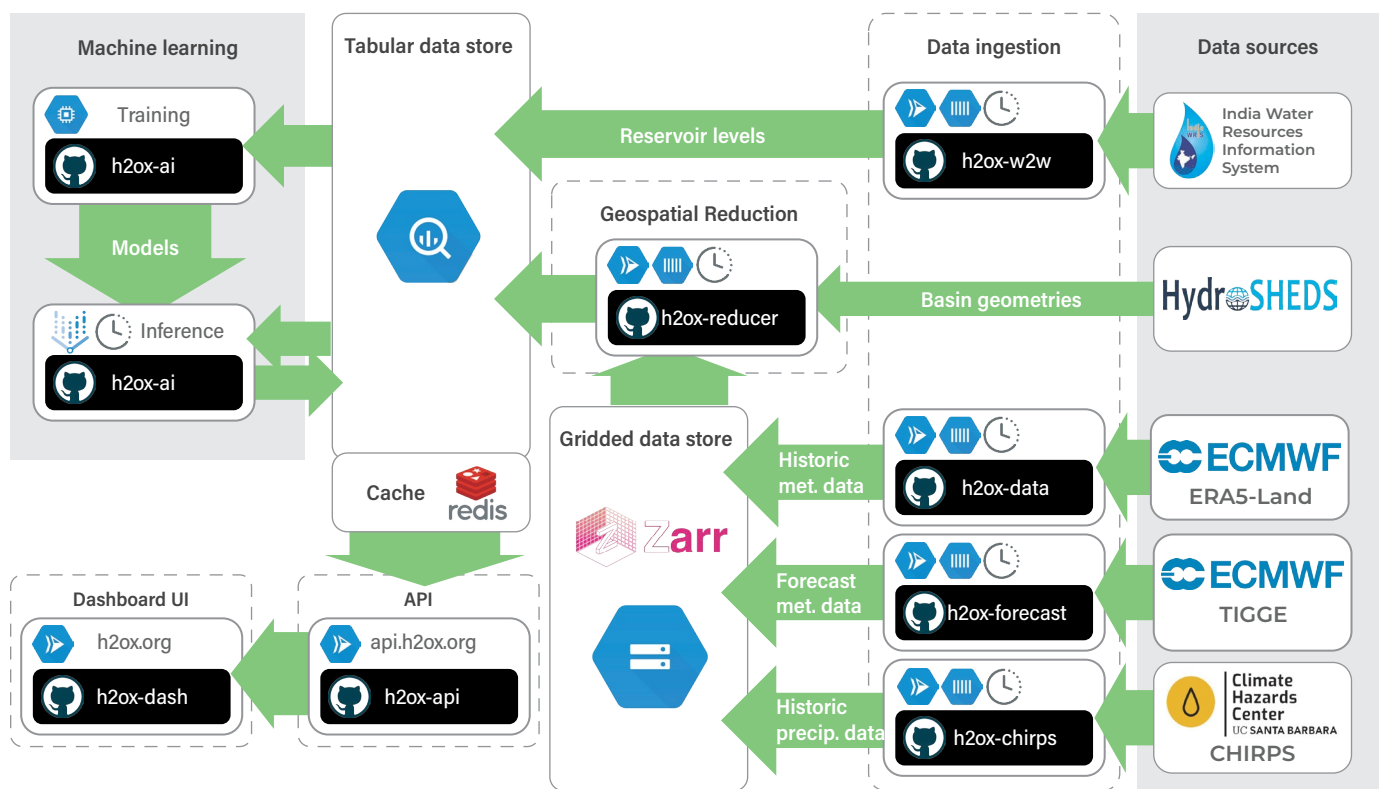 Machine learning
Training
h2ox-ai
Models
Inference
h2ox-ai
Tabular data store
Cache
redis
Dashboard UI
h2ox.org
h2ox-dash
API
api.h2ox.org
h2ox-api
Reservoir levels
Geospatial Reduction
h2ox-reducer
Basin geometries
Gridded data store
Zarr
Historic
met. data
Forecast
met. data
Historic
precip. data
Data ingestion
h2ox-w2w
h2ox-data
h2ox-forecast
h2ox-chirps
Data sources
India Water
Resources
Information
System
HydroSHEDS
ECMWF
ERA5-Land
ECMWF
TIGGE
Climate
Hazards
Center
UC SANTA BARBARA
CHIRPS